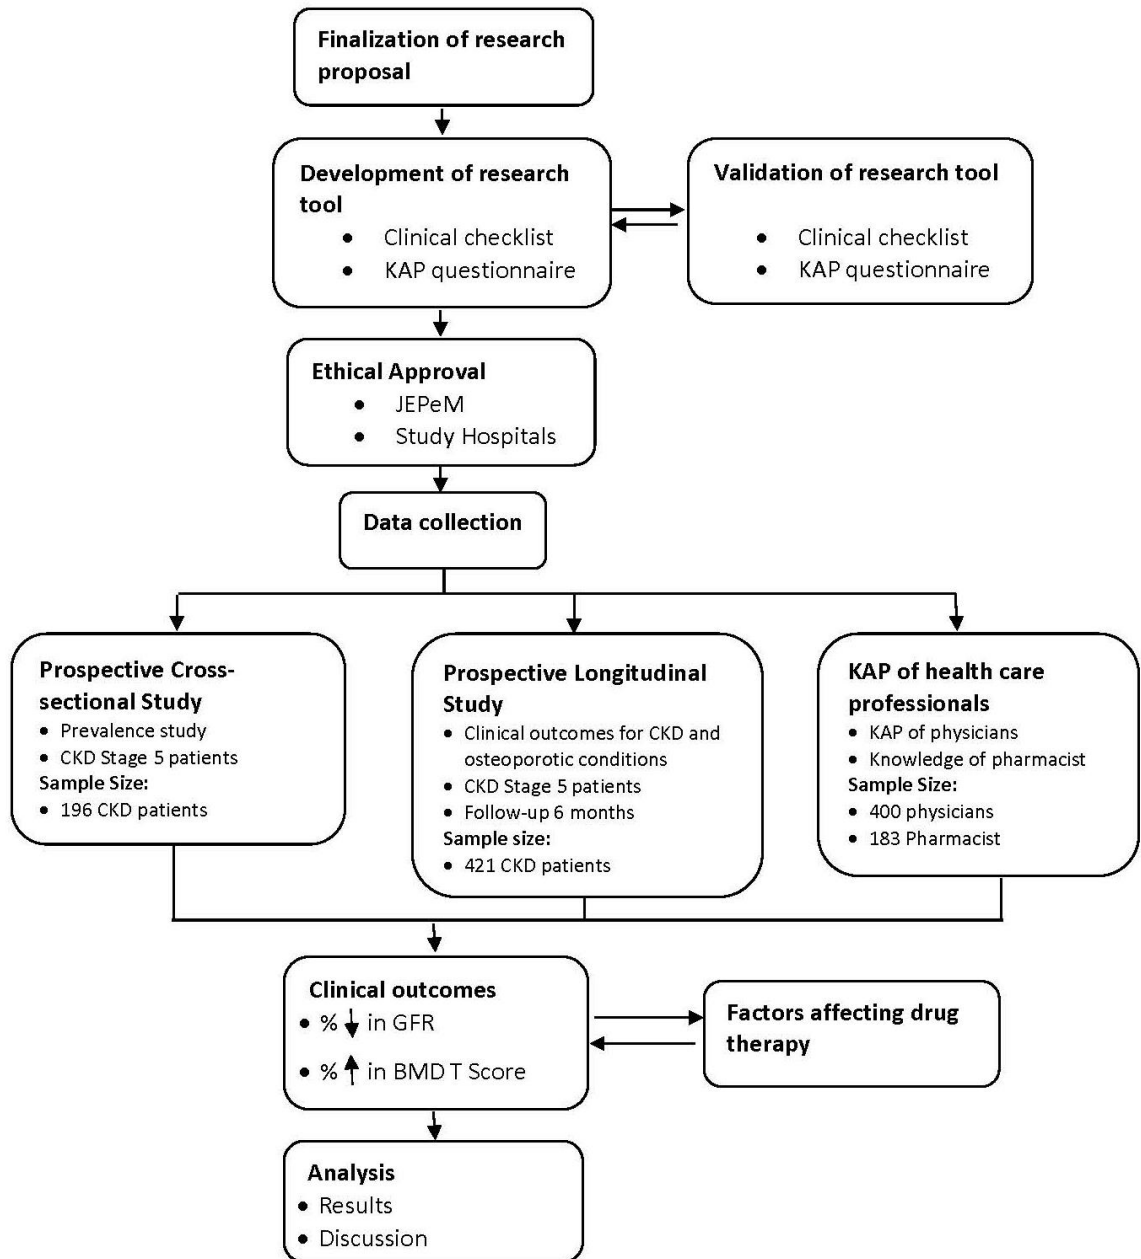 Finalization of research
proposal
Development of research
tool
• Clinical checklist
• KAP questionnaire
Validation of research tool
• Clinical checklist
• KAP questionnaire
Ethical Approval
• JEPeM
• Study Hospitals
Data collection
Prospective Cross-
sectional Study
• Prevalence study
• CKD Stage 5 patients
Sample Size:
• 196 CKD patients
Prospective Longitudinal
Study
• Clinical outcomes for CKD and
osteoporotic conditions
• CKD Stage 5 patients
• Follow-up 6 months
Sample size:
• 421 CKD patients
KAP of health care
professionals
• KAP of physicians
• Knowledge of pharmacist
Sample Size:
• 400 physicians
• 183 Pharmacist
Clinical outcomes
• % ↓ in GFR
• % ↑ in BMD T Score
Factors affecting drug
therapy
Analysis
• Results
• Discussion